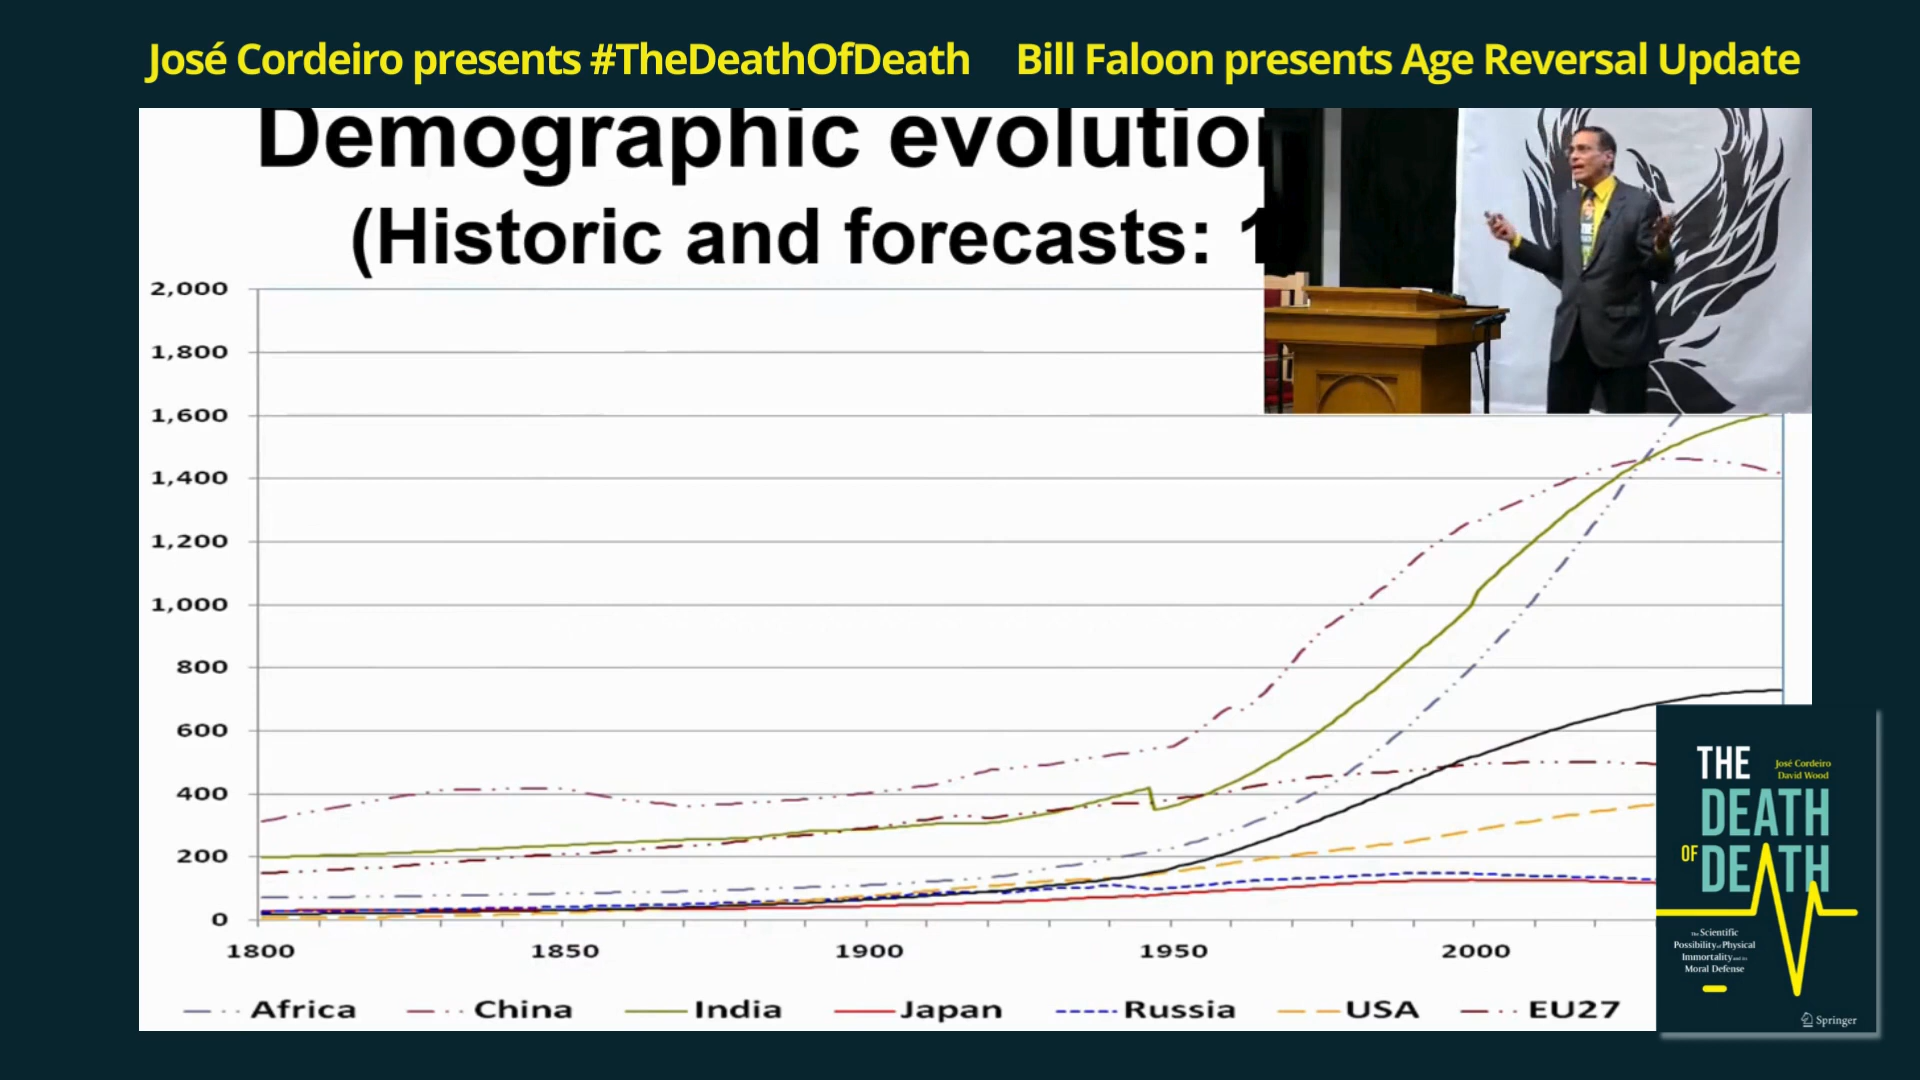 José Cordeiro presents #TheDeathOfDeath Bill Faloon presents Age Reversal Update
Demographic evolution
(Historic and forecasts: 1
2,000
1,800
1,600
1,400
1,200
1,000
800
600
400
200
0
1800 1850 1900 1950 2000
Africa China India Japan Russia USA EU27
THE
José Cordeiro
David Wood
DEATH
OF DEATH
The Scientific
Possibility of Physical
Immortality and its
Moral Defense
Springer